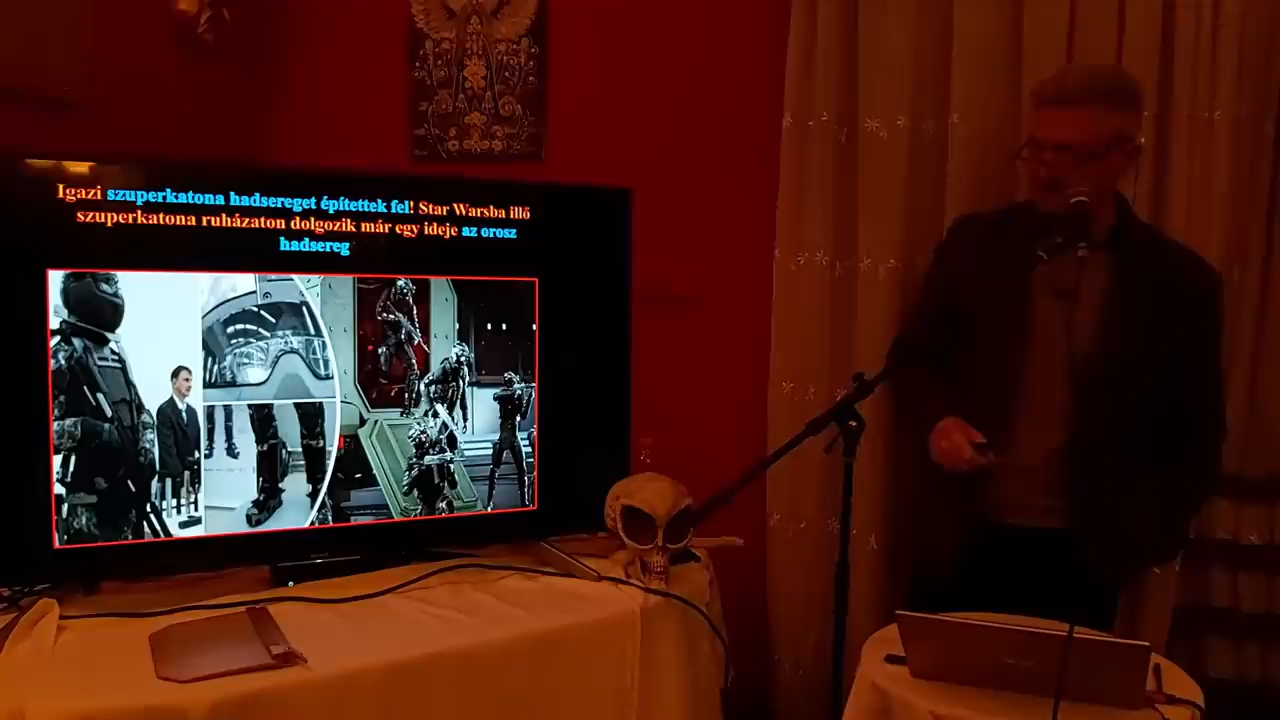 Igazi szuperkatona hadsereget építettek fel! Star Warsba illő
szuperkatona ruházaton dolgozik már egy ideje az orosz
hadsereg